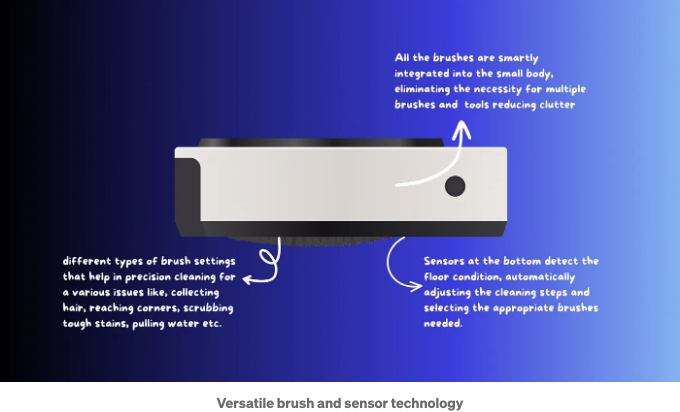 All the brushes are smartly
integrated into the small body,
eliminating the necessity for multiple
brushes and tools reducing clutter
different types of brush settings
that help in precision cleaning for
a various issues like, collecting
hair, reaching corners, scrubbing
tough stains, pulling water etc.
Sensors at the bottom detect the
floor condition, automatically
adjusting the cleaning steps and
selecting the appropriate brushes
needed.
Versatile brush and sensor technology